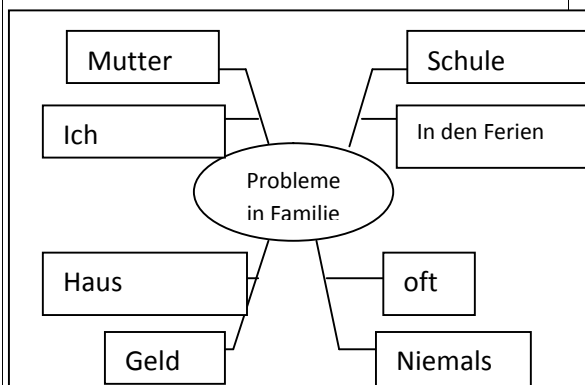 Mutter
Schule
Ich
In den Ferien
Probleme
in Familie
Haus
oft
Geld
Niemals